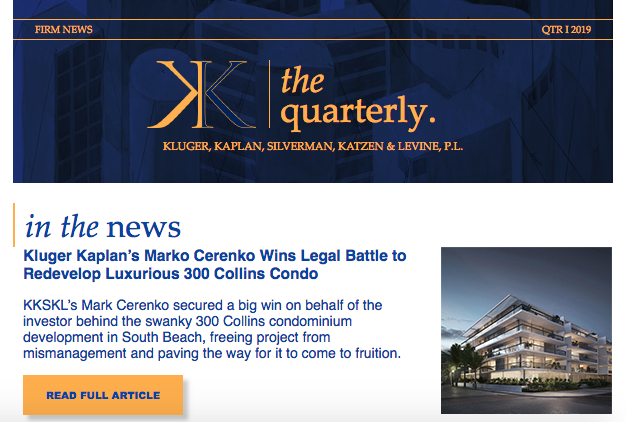 FIRM NEWS
QTR I 2019
KK
the
quarterly.
KLUGER, KAPLAN, SILVERMAN, KATZEN & LEVINE, P.L.
in the news
Kluger Kaplan's Marko Cerenko Wins Legal Battle to
Redevelop Luxurious 300 Collins Condo
KKSKL's Mark Cerenko secured a big win on behalf of the
investor behind the swanky 300 Collins condominium
development in South Beach, freeing project from
mismanagement and paving the way for it to come to fruition.
READ FULL ARTICLE